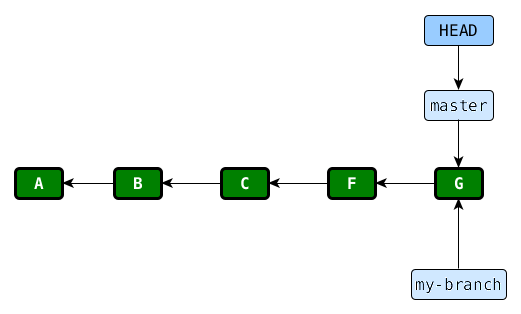 HEAD
master
A B C F G
my-branch